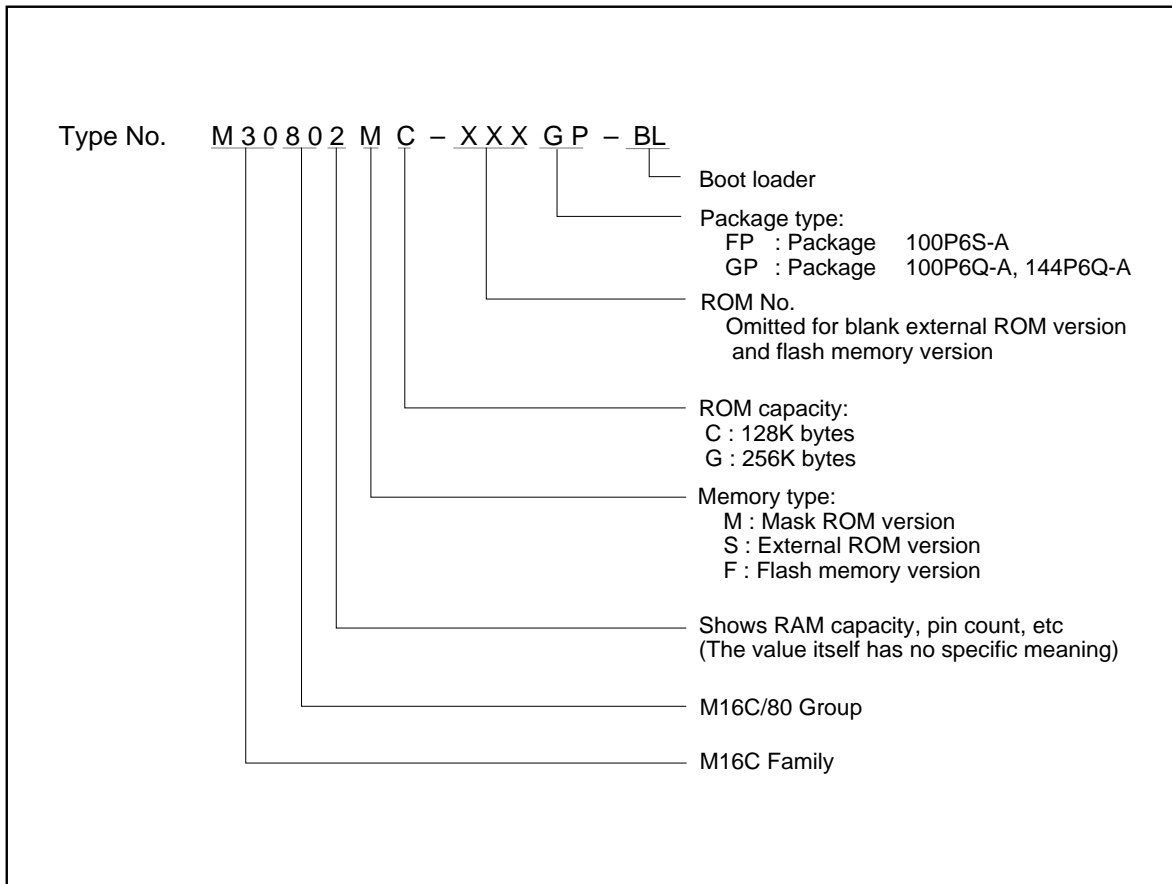 Type No. M 3 0 8 0 2 M C – X X X G P – BL
Boot loader
Package type:
FP : Package 100P6S-A
GP : Package 100P6Q-A, 144P6Q-A
ROM No.
Omitted for blank external ROM version
and flash memory version
ROM capacity:
C : 128K bytes
G : 256K bytes
Memory type:
M : Mask ROM version
S : External ROM version
F : Flash memory version
Shows RAM capacity, pin count, etc
(The value itself has no specific meaning)
M16C/80 Group
M16C Family